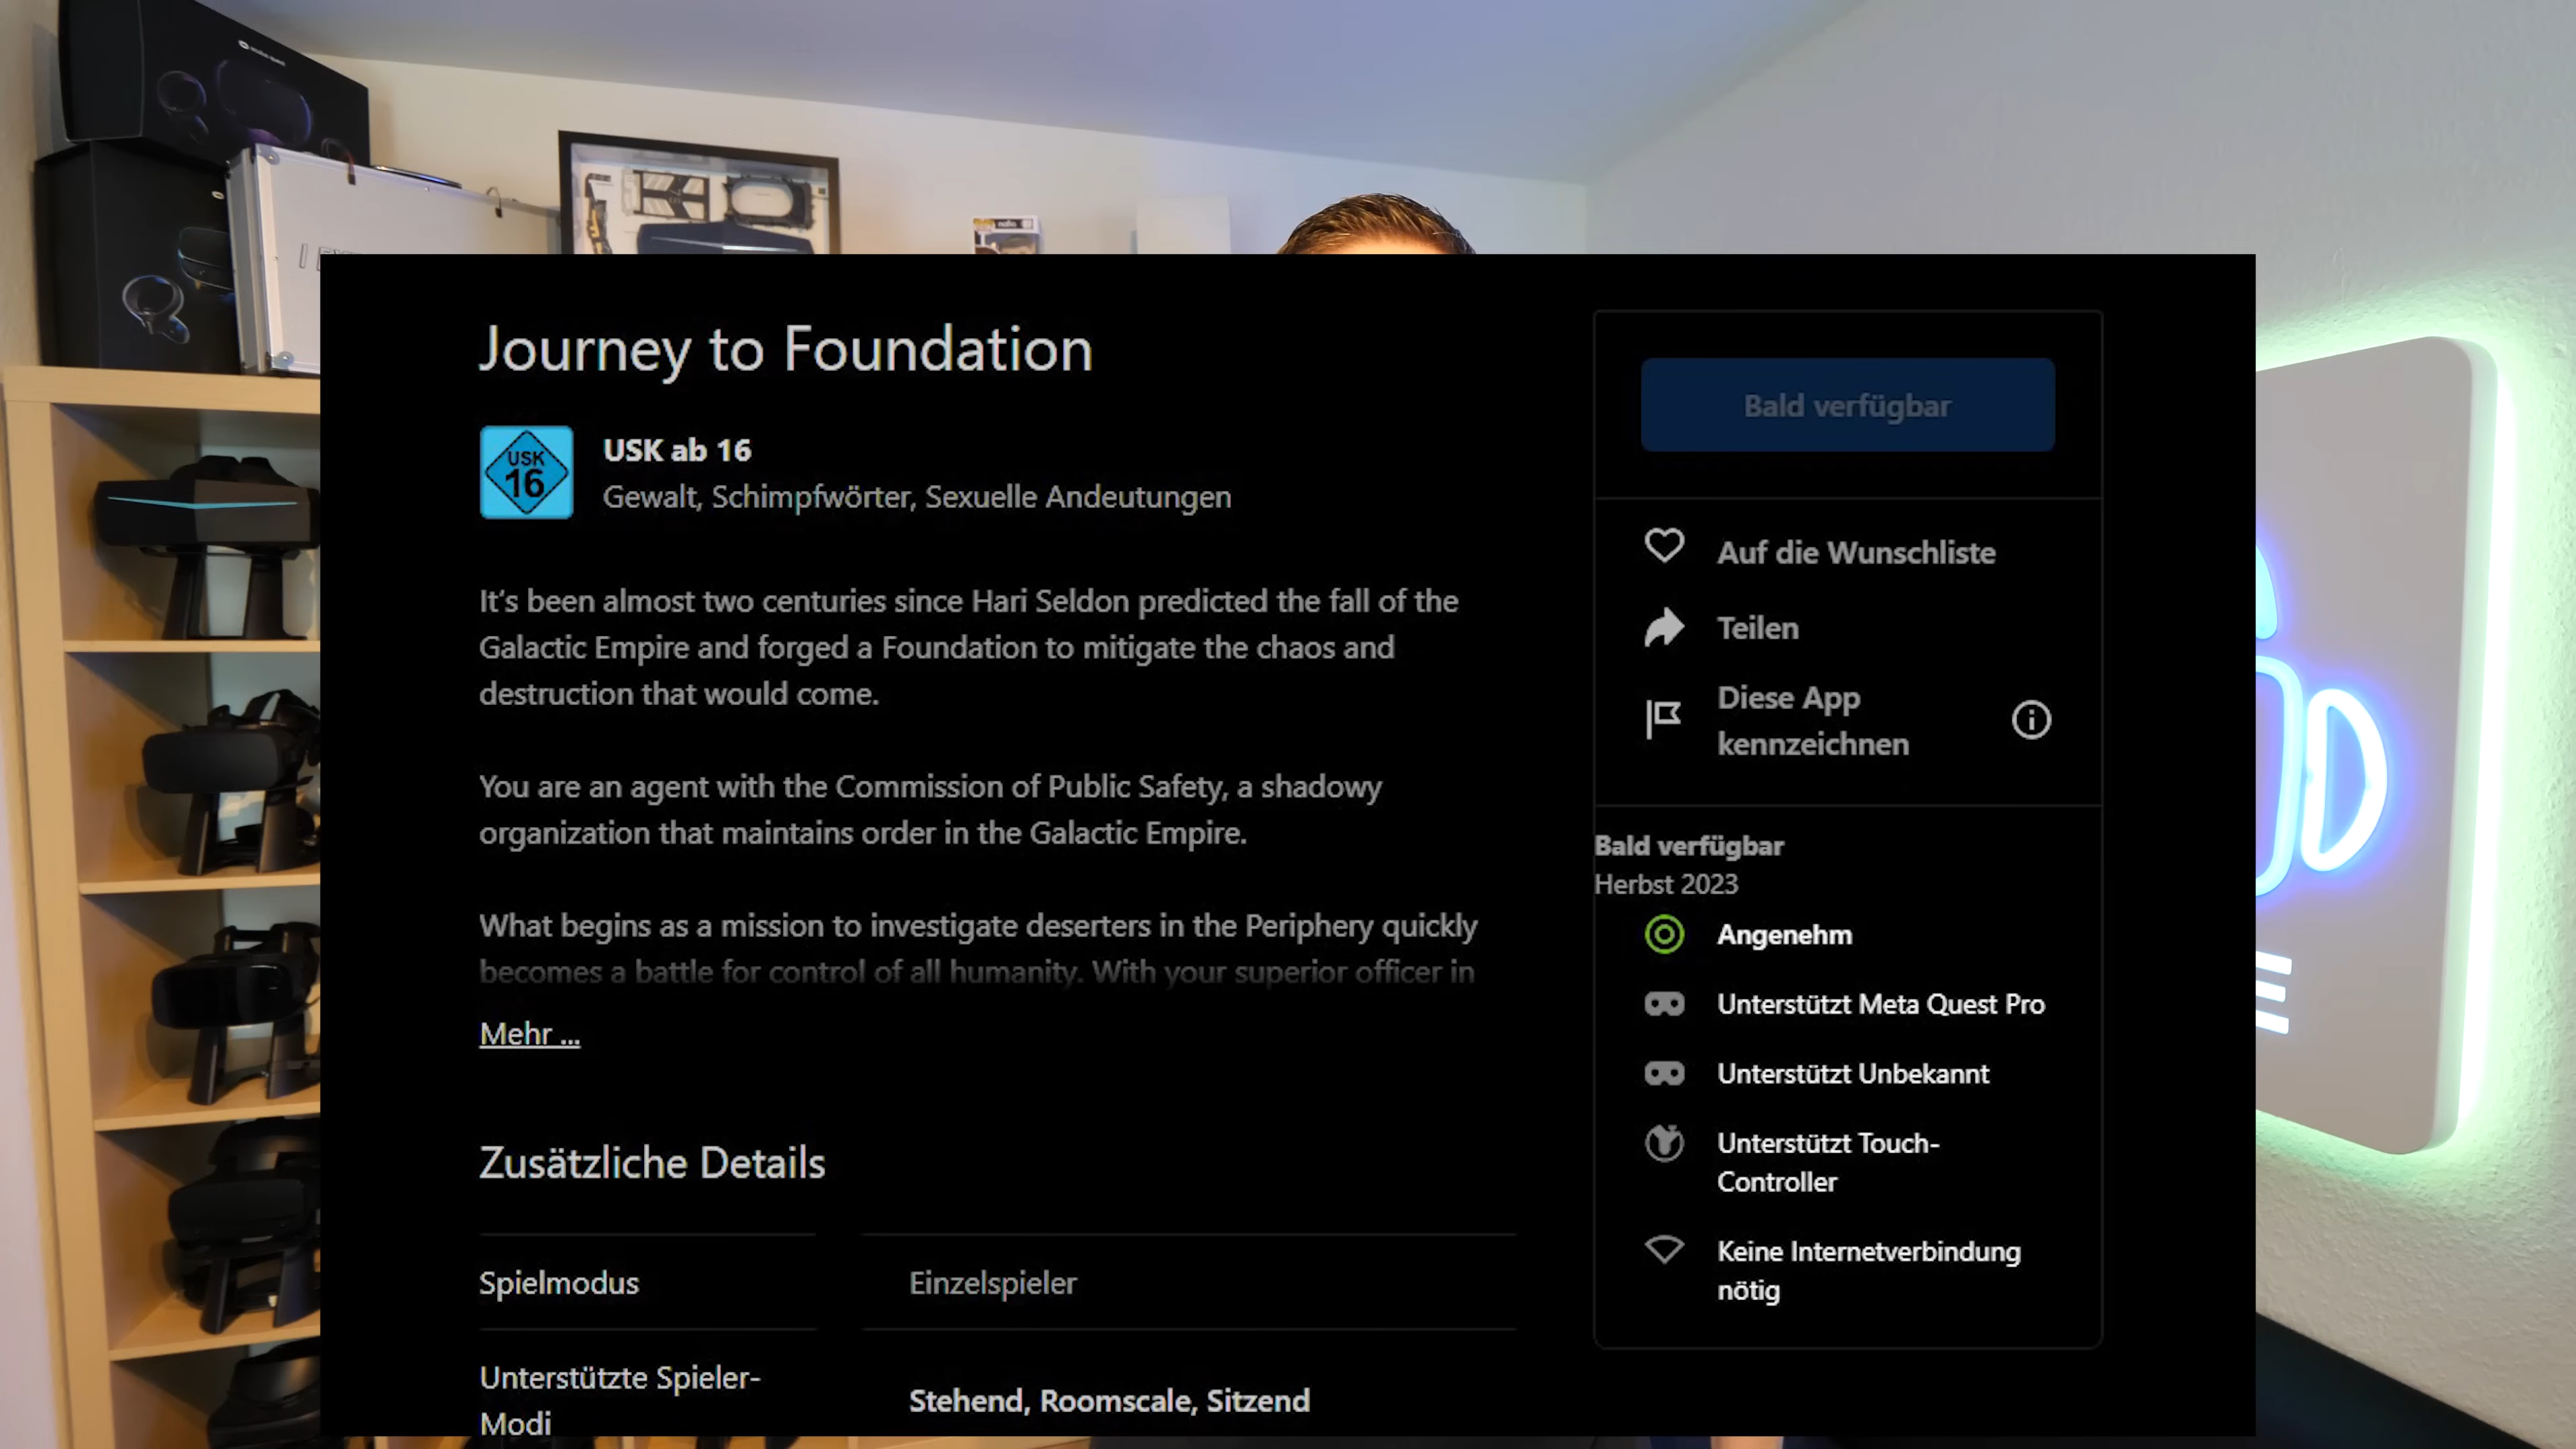 Journey to Foundation
USK
16
USK ab 16
Gewalt, Schimpfwörter, Sexuelle Andeutungen
It's been almost two centuries since Hari Seldon predicted the fall of the
Galactic Empire and forged a Foundation to mitigate the chaos and
destruction that would come.
You are an agent with the Commission of Public Safety, a shadowy
organization that maintains order in the Galactic Empire.
What begins as a mission to investigate deserters in the Periphery quickly
becomes a battle for control of all humanity. With your superior officer in
Mehr ...
Zusätzliche Details
Spielmodus
Einzelspieler
Unterstützte Spieler-
Modi
Stehend, Roomscale, Sitzend
Bald verfügbar
Auf die Wunschliste
Teilen
Diese App
kennzeichnen
Bald verfügbar
Herbst 2023
Angenehm
Unterstützt Meta Quest Pro
Unterstützt Unbekannt
Unterstützt Touch-
Controller
Keine Internetverbindung
nötig